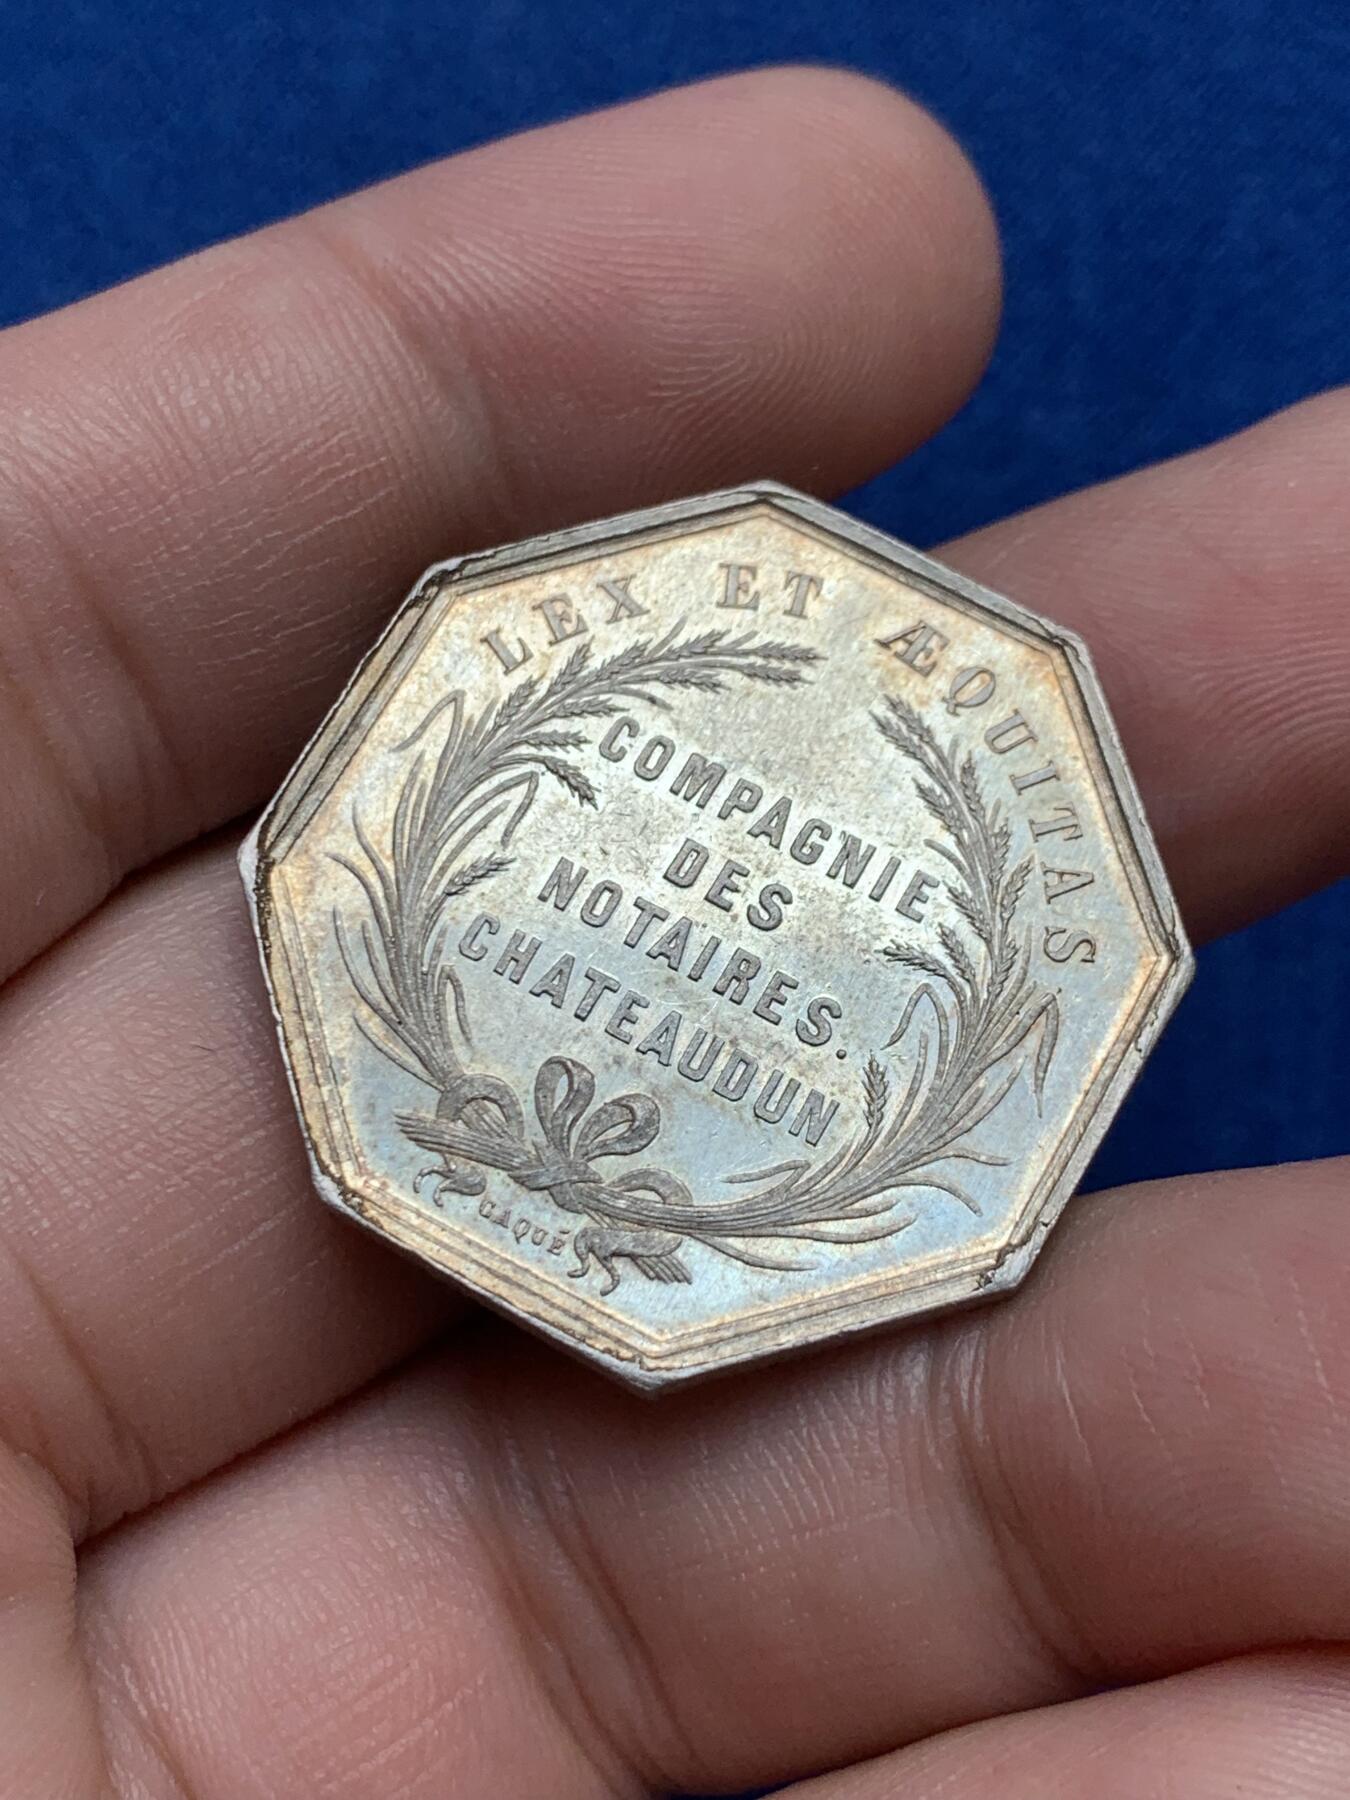 LEX ET ÆQUITAS
COMPAGNIE
DES
NOTAIRES.
CHATEAUDUN
CAQUÉ